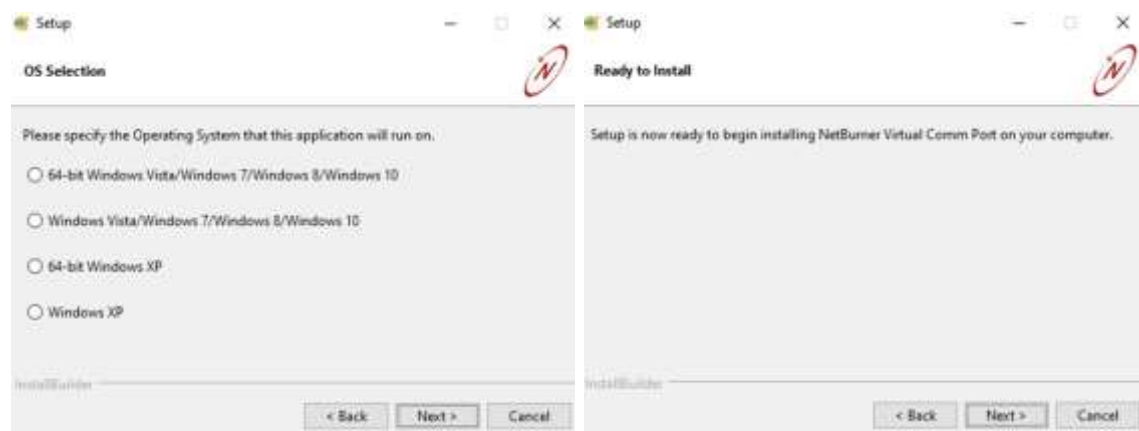 Setup
OS Selection
Please specify the Operating System that this application will run on.
64-bit Windows Vista/Windows 7/Windows 8/Windows 10
Windows Vista/Windows 7/Windows 8/Windows 10
64-bit Windows XP
Windows XP
InstallBuilder
< Back Next > Cancel
Setup
Ready to Install
Setup is now ready to begin installing NetBurner Virtual Comm Port on your computer.
InstallBuilder
< Back Next > Cancel